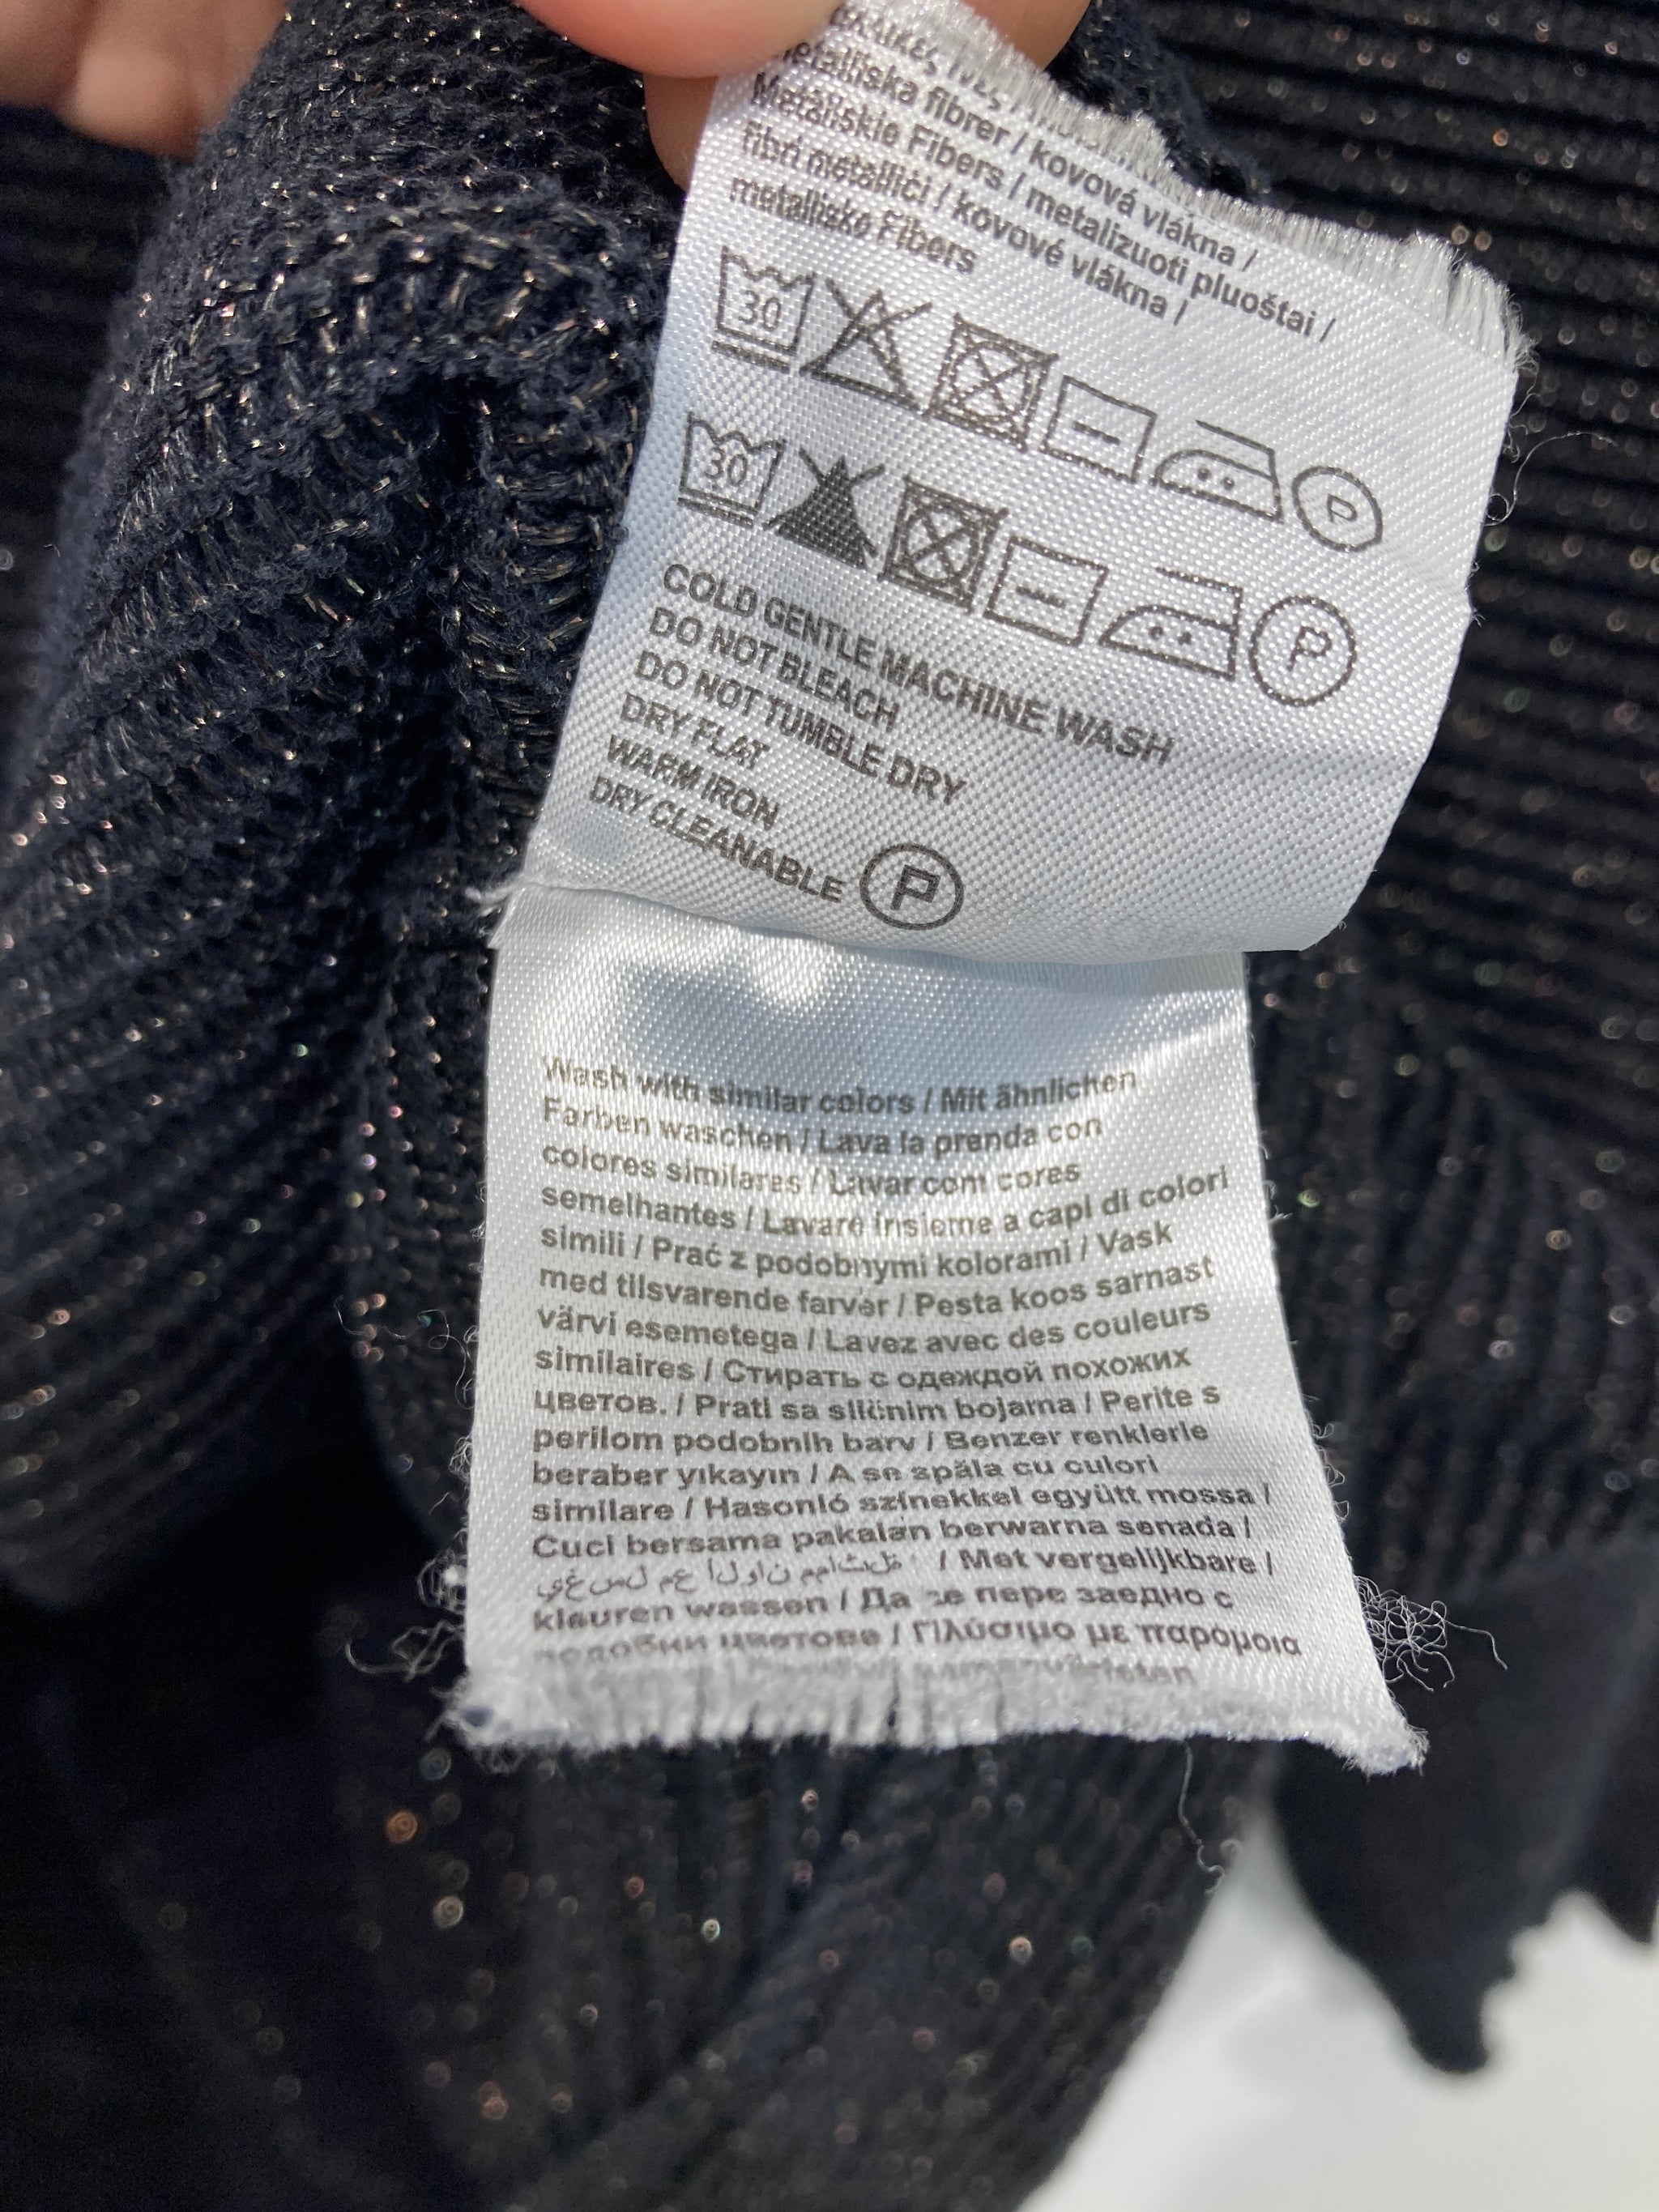 Metāliskie Fibers / kovová vlákna /
fibri metallici / metalizuoti pluoštai /
metalliske Fibers / kovové vlákna /
30 P
30 P
COLD GENTLE MACHINE WASH
DO NOT BLEACH
DO NOT TUMBLE DRY
DRY FLAT
WARM IRON
DRY CLEANABLE P
Wash with similar colors / Mit ähnlichen
Farben waschen / Lava la prenda con
colores similares / Lavar com cores
semelhantes / Lavare insieme a capi di colori
simili / Prać z podobnymi kolorami / Vask
med tilsvarende farver / Pesta koos sarnast
värvi esemetega / Lavez avec des couleurs
similaires / Стирать с одеждой похожих
цветов. / Prati sa sličnim bojama / Perite s
perilom podobnih barv / Benzer renklerle
beraber yıkayın / A se spăla cu culori
similare / Hasonló színekkel együtt mossa /
Cuci bersama pakaian berwarna senada /
يغسل مع ألوان مماثلة / Met vergelijkbare /
kleuren wassen / Да се пере заедно с
подобни цветове / Πλύσιμο με παρόμοια